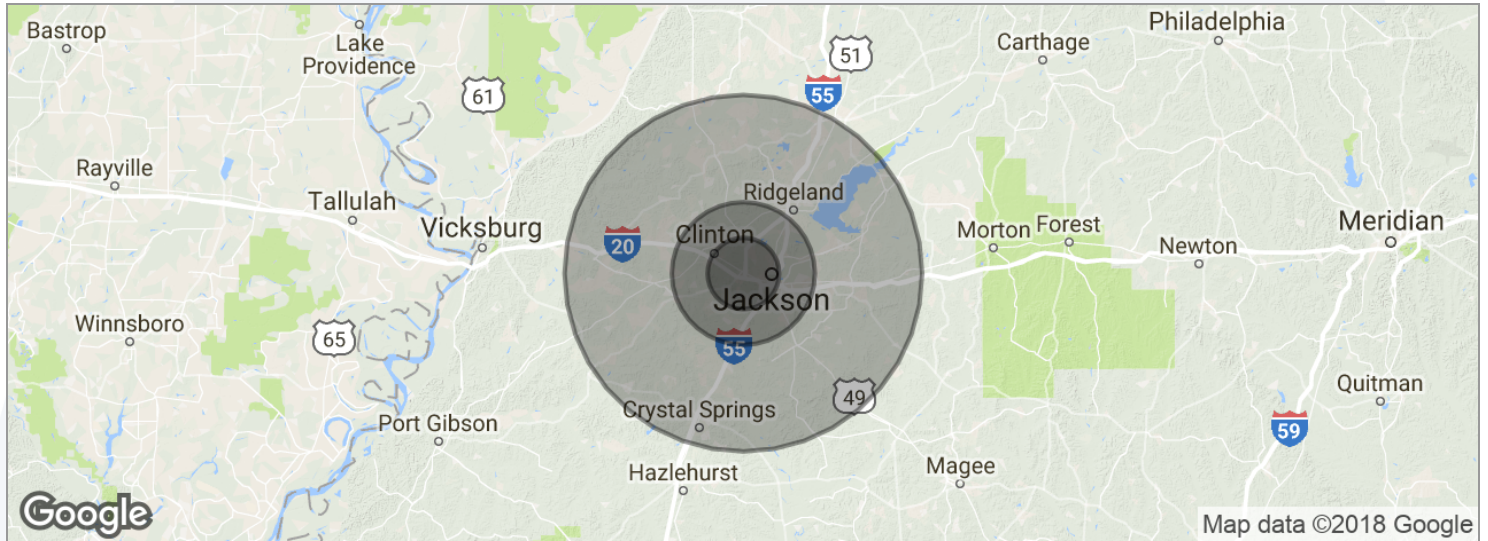 Bastrop
Lake
Providence
61
51
55
Carthage
Philadelphia
Rayville
Tallulah
Vicksburg
20
Clinton
Ridgeland
Jackson
Morton
Forest
Newton
Meridian
Winnsboro
65
55
49
Crystal Springs
Port Gibson
Hazlehurst
Magee
Quitman
59
Google
Map data ©2018 Google